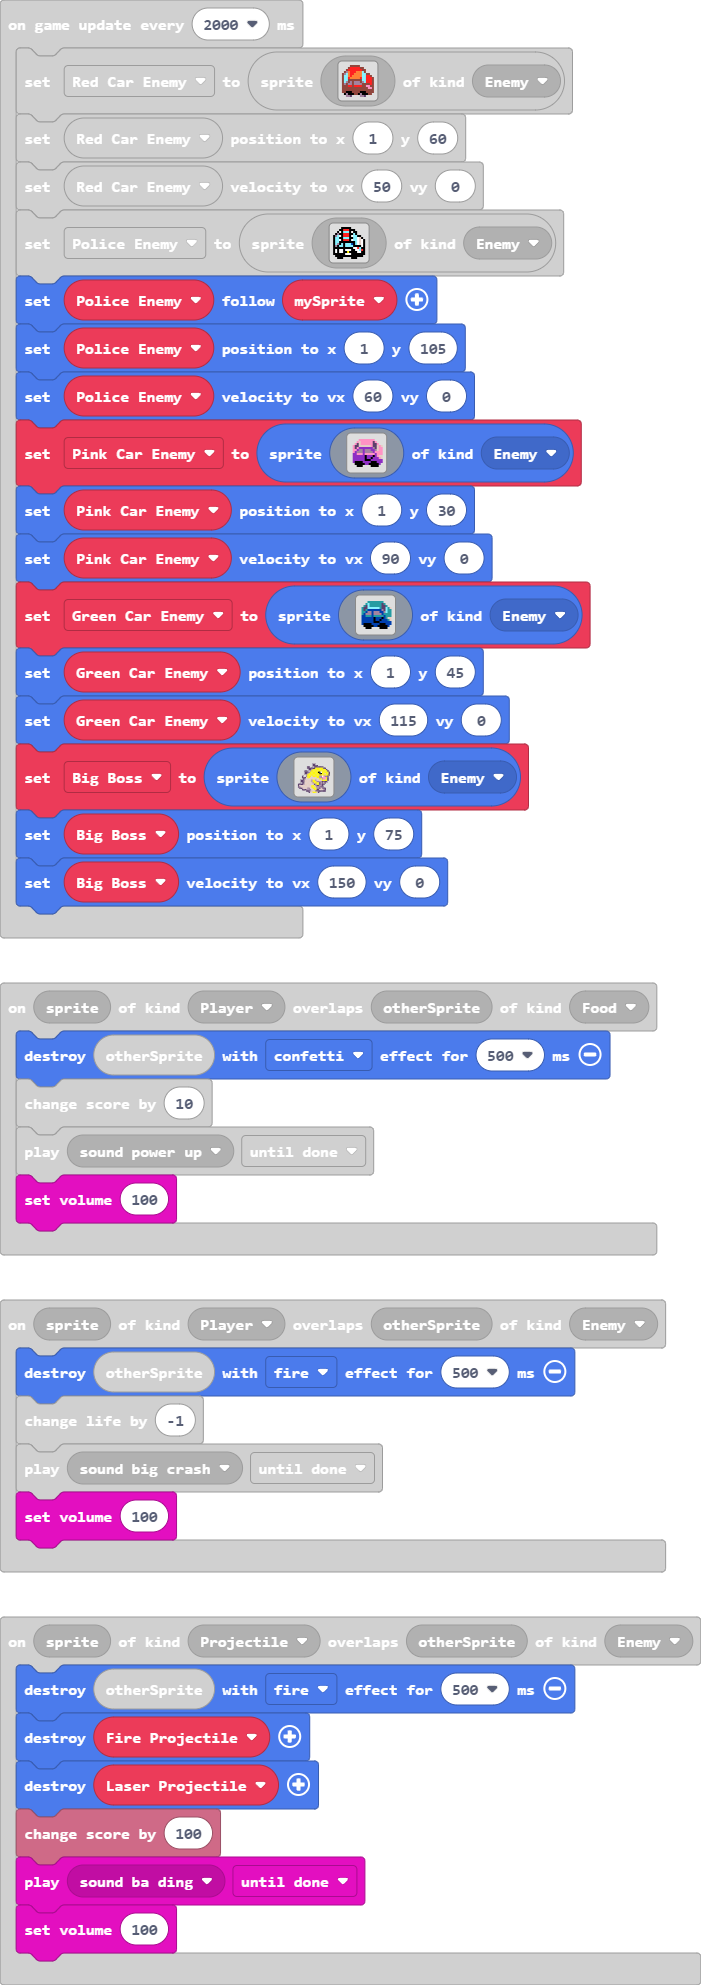 on game update every 2000 ms
set Red Car Enemy to sprite of kind Enemy
set Red Car Enemy position to x 1 y 60
set Red Car Enemy velocity to vx 50 vy 0
set Police Enemy to sprite of kind Enemy
set Police Enemy follow mySprite
set Police Enemy position to x 1 y 105
set Police Enemy velocity to vx 60 vy 0
set Pink Car Enemy to sprite of kind Enemy
set Pink Car Enemy position to x 1 y 30
set Pink Car Enemy velocity to vx 90 vy 0
set Green Car Enemy to sprite of kind Enemy
set Green Car Enemy position to x 1 y 45
set Green Car Enemy velocity to vx 115 vy 0
set Big Boss to sprite of kind Enemy
set Big Boss position to x 1 y 75
set Big Boss velocity to vx 150 vy 0
on sprite of kind Player overlaps otherSprite of kind Food
destroy otherSprite with confetti effect for 500 ms
change score by 10
play sound power up until done
set volume 100
on sprite of kind Player overlaps otherSprite of kind Enemy
destroy otherSprite with fire effect for 500 ms
change life by -1
play sound big crash until done
set volume 100
on sprite of kind Projectile overlaps otherSprite of kind Enemy
destroy otherSprite with fire effect for 500 ms
destroy Fire Projectile
destroy Laser Projectile
change score by 100
play sound ba ding until done
set volume 100